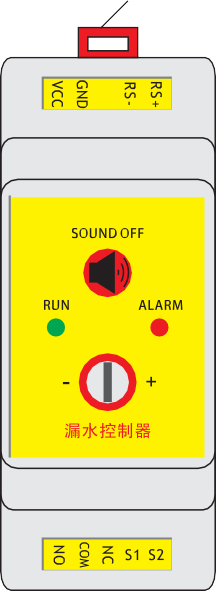 VCC GND RS- RS+
SOUND OFF
RUN ALARM
- +
漏水控制器
NO COM NC S1 S2